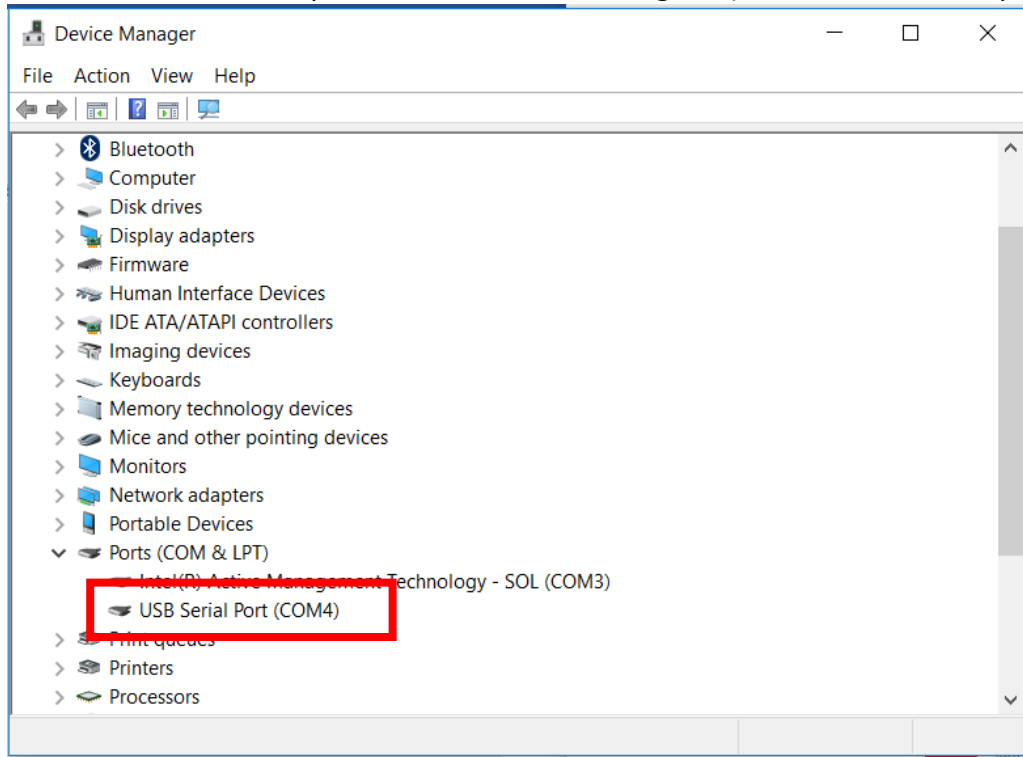 Device Manager
File Action View Help
Bluetooth
Computer
Disk drives
Display adapters
Firmware
Human Interface Devices
IDE ATA/ATAPI controllers
Imaging devices
Keyboards
Memory technology devices
Mice and other pointing devices
Monitors
Network adapters
Portable Devices
Ports (COM & LPT)
Intel(R) Active Management Technology - SOL (COM3)
USB Serial Port (COM4)
Print queues
Printers
Processors